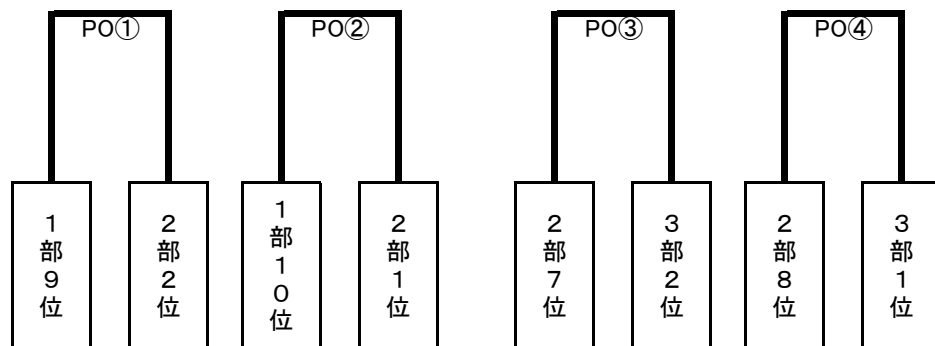 PO①
PO②
PO③
PO④
1部9位
2部2位
1部10位
2部1位
2部7位
3部2位
2部8位
3部1位